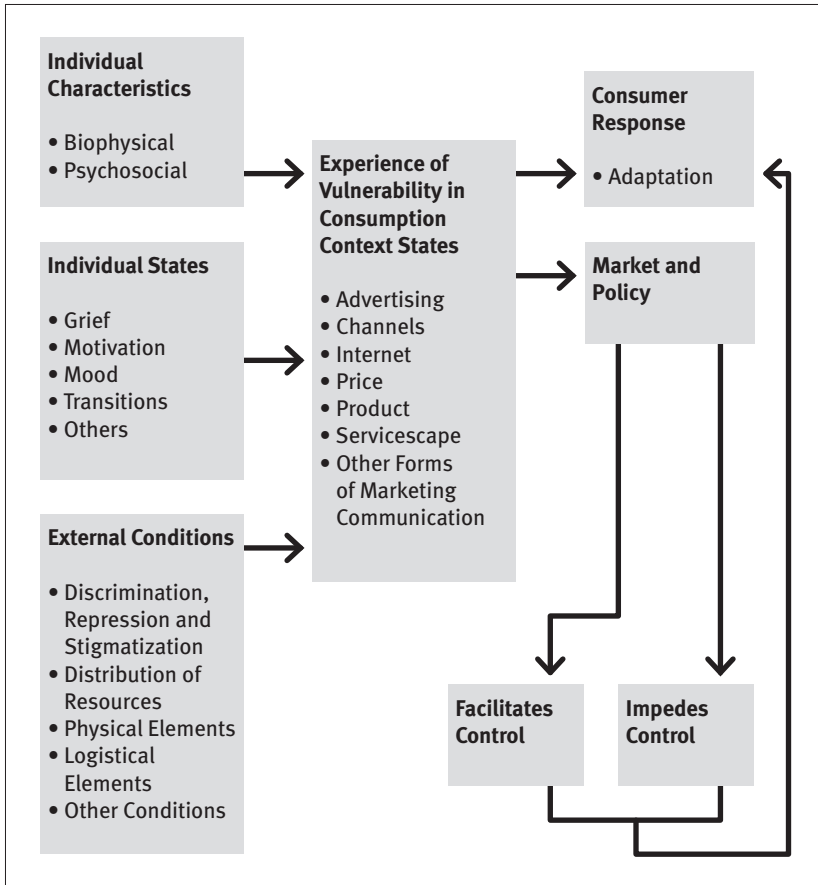 Individual
Characteristics
• Biophysical
• Psychosocial
Individual States
• Grief
• Motivation
• Mood
• Transitions
• Others
External Conditions
• Discrimination,
Repression and
Stigmatization
• Distribution of
Resources
• Physical Elements
• Logistical
Elements
• Other Conditions
Experience of
Vulnerability in
Consumption
Context States
• Advertising
• Channels
• Internet
• Price
• Product
• Servicescape
• Other Forms
of Marketing
Communication
Consumer
Response
• Adaptation
Market and
Policy
Facilitates
Control
Impedes
Control